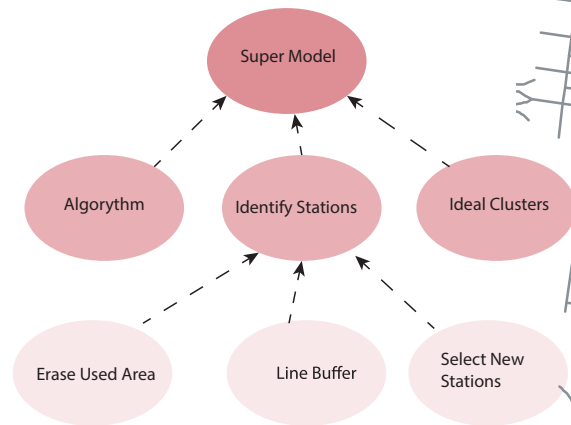 Super Model
Algorythm
Identify Stations
Ideal Clusters
Erase Used Area
Line Buffer
Select New
Stations